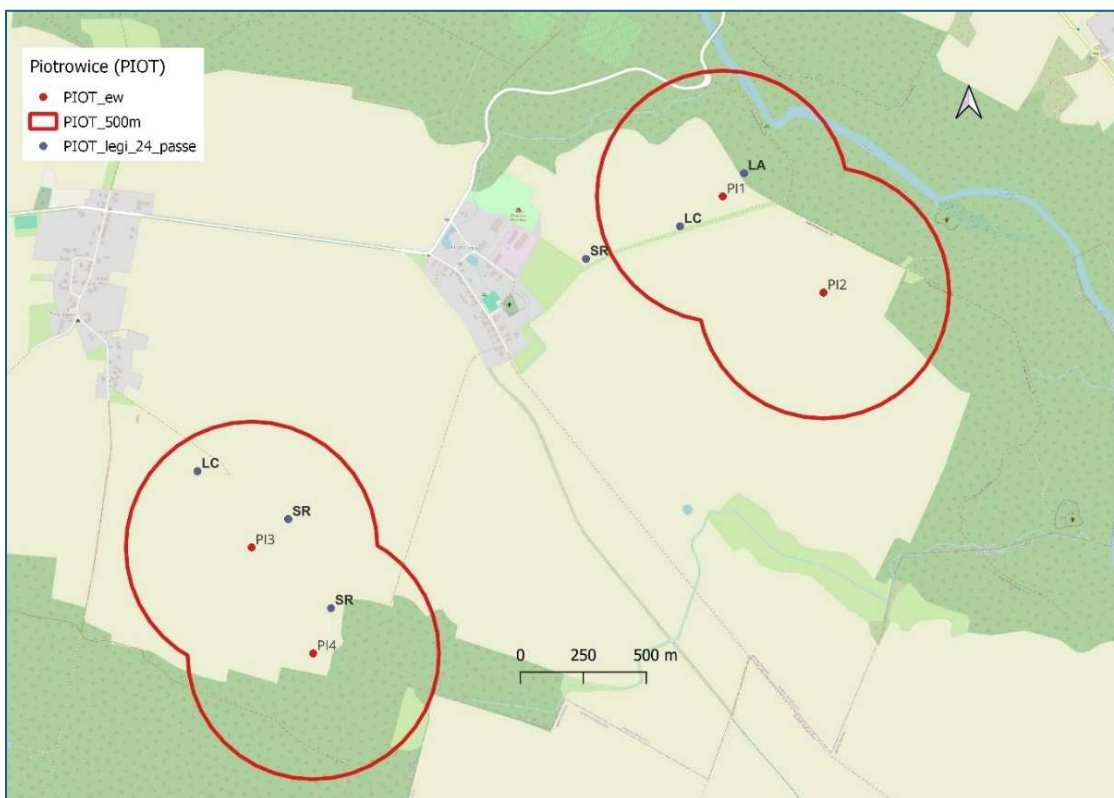 Piotrowice (PIOT)
PIOT_ew
PIOT_500m
PIOT_legi_24_passe
LA
PI1
LC
SR
PI2
LC
SR
PI3
SR
PI4
0 250 500 m